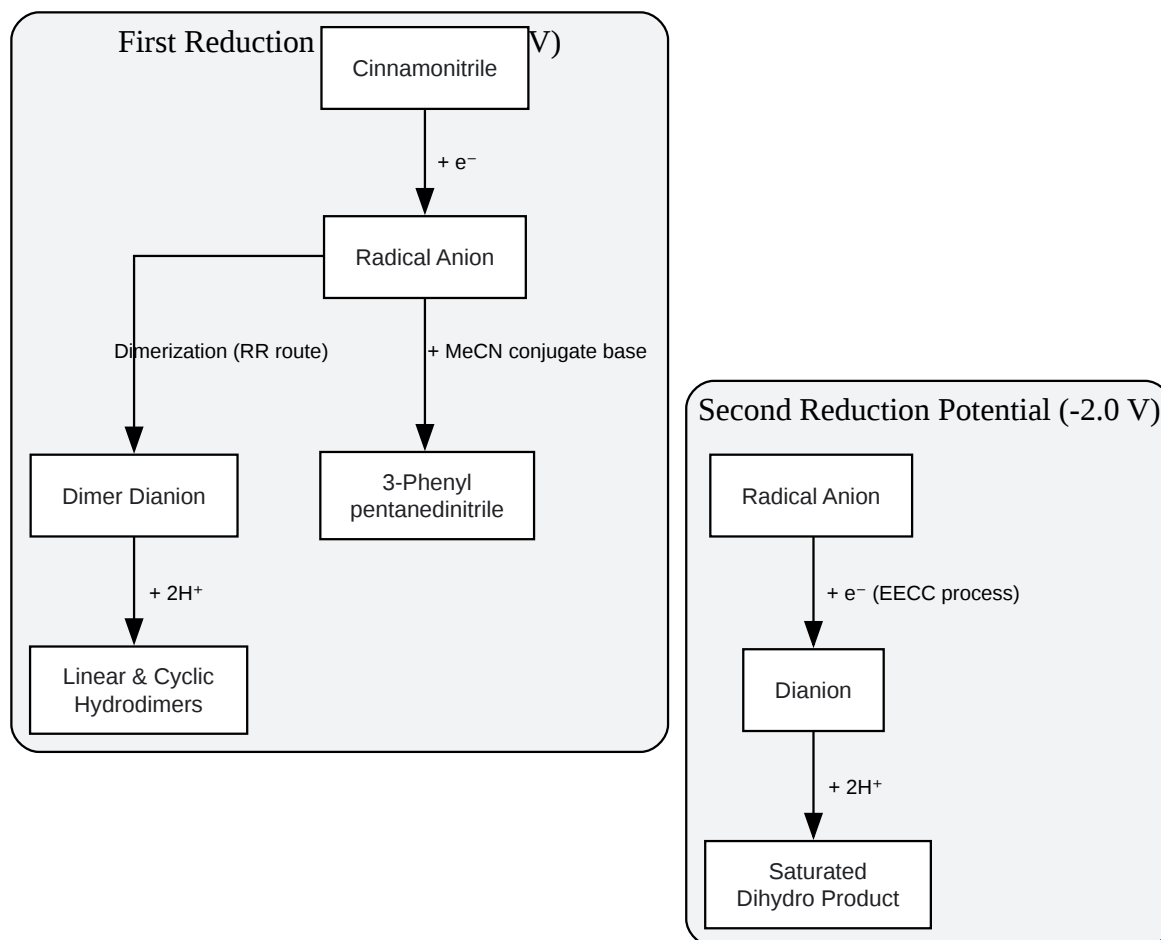 First Reduction
V)
Cinnamonitrile
+ e⁻
Radical Anion
Dimerization (RR route)
+ MeCN conjugate base
Dimer Dianion
3-Phenyl
pentanedinitrile
+ 2H⁺
Linear & Cyclic
Hydrodimers
Second Reduction Potential (-2.0 V)
Radical Anion
+ e⁻ (EECC process)
Dianion
+ 2H⁺
Saturated
Dihydro Product